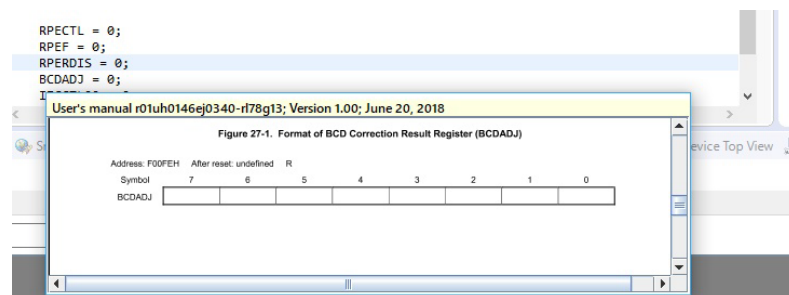 RPECTL = 0;
RPEF = 0;
RPERDIS = 0;
BCDADJ = 0;
User's manual r01uh0146ej0340-rl78g13; Version 1.00; June 20, 2018
Figure 27-1. Format of BCD Correction Result Register (BCDADJ)
Address: F00FEH After reset: undefined R
Symbol 7 6 5 4 3 2 1 0
BCDADJ
Top View